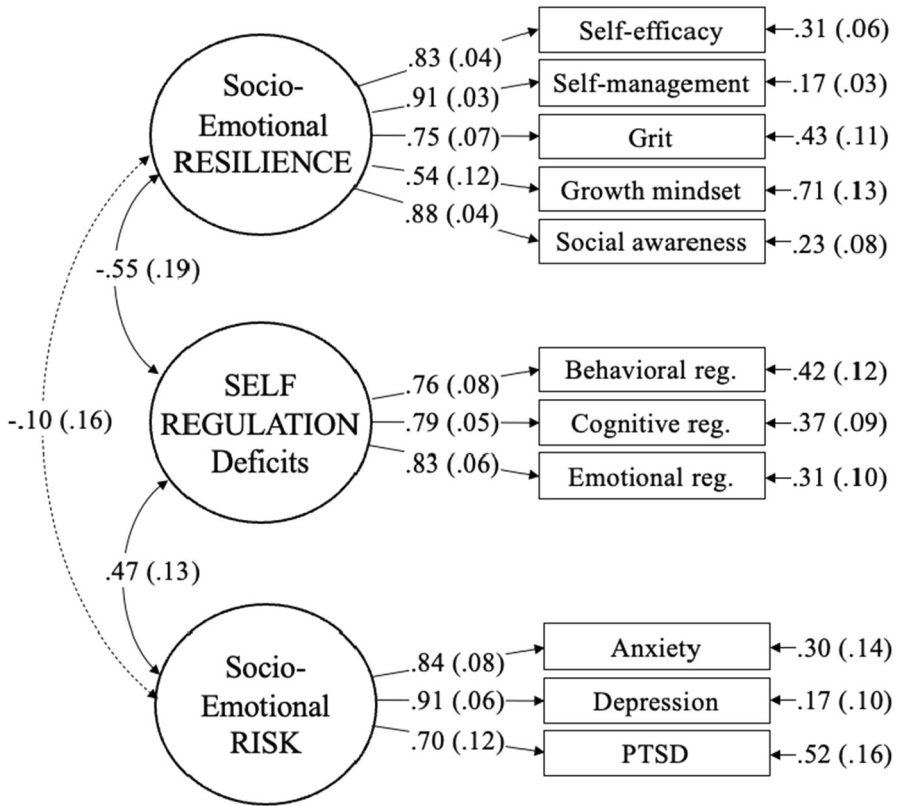 Socio-
Emotional
RESILIENCE
.83 (.04)
Self-efficacy
.31 (.06)
.91 (.03)
Self-management
.17 (.03)
.75 (.07)
Grit
.43 (.11)
.54 (.12)
Growth mindset
.71 (.13)
.88 (.04)
Social awareness
.23 (.08)
-.55 (.19)
-.10 (.16)
SELF
REGULATION
Deficits
.76 (.08)
Behavioral reg.
.42 (.12)
.79 (.05)
Cognitive reg.
.37 (.09)
.83 (.06)
Emotional reg.
.31 (.10)
.47 (.13)
Socio-
Emotional
RISK
.84 (.08)
Anxiety
.30 (.14)
.91 (.06)
Depression
.17 (.10)
.70 (.12)
PTSD
.52 (.16)